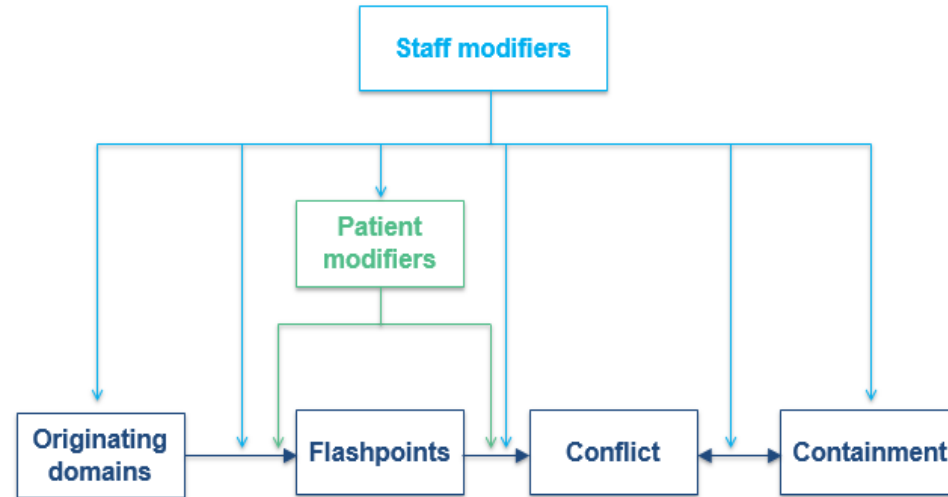 Staff modifiers
Patient
modifiers
Originating
domains
Flashpoints
Conflict
Containment